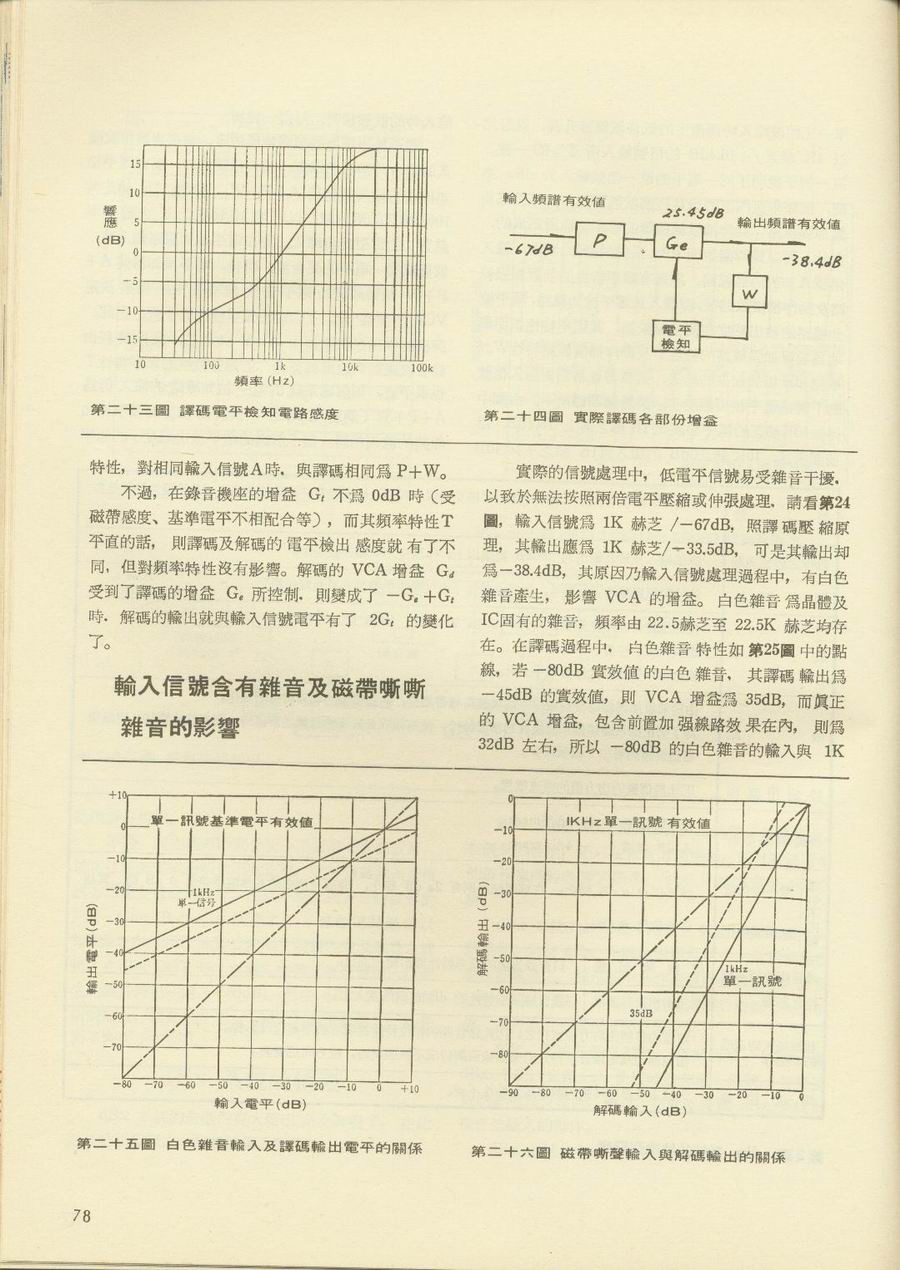 15
10
5
0
−5
−10
−15
響應
(dB)
10 100 1k 10k 100k
頻率 (Hz)
第二十三圖 譯碼電平檢知電路感度
輸入頻譜有效值
25.45dB
輸出頻譜有效值
−67dB
P
Ge
−38.4dB
W
電平
檢知
第二十四圖 實際譯碼各部份增益
特性，對相同輸入信號A時．與譯碼相同爲 P+W。
不過，在錄音機座的增益 Gt 不爲 0dB 時（受
磁帶感度、基準電平不相配合等），而其頻率特性T
平直的話， 則譯碼及解碼的 電平檢出 感度就 有了不
同，但對頻率特性沒有影響。解碼的 VCA 增益 Gd
受到了譯碼的增益 Ge 所控制．則變成了 −Ge+Gt
時．解碼的輸出就與輸入信號電平有了 2Gt 的變化
了。
輸入信號含有雜音及磁帶嘶嘶
雜音的影響
實際的信號處理中，低電平信號易受雜音干擾．
以致於無法按照兩倍電平壓縮或伸張處理．請看第24
圖，輸入信號爲 1K 赫芝 /−67dB，照譯 碼壓 縮原
理，其輸出應爲 1K 赫芝/−33.5dB， 可是其輸出却
爲−38.4dB，其原因乃輸入信號處理過程中，有白色
雜音產生， 影響 VCA 的增益。 白色雜音 爲晶體及
IC固有的雜音，頻率由 22.5赫芝至 22.5K 赫芝均存
在。在譯碼過程中． 白色雜音 特性如 第25圖 中的點
線，若 −80dB 實效值 的白色 雜音． 其譯碼 輸出爲
−45dB 的實效值，則 VCA 增益爲 35dB，而眞正
的 VCA 增益，包含前置加 强線路效 果在內， 則爲
32dB 左右，所以 −80dB 的白色雜音的輸入與 1K
+10
單一訊號基準電平有效值
0
−10
−20
1kHz
單一信号
−30
−40
−50
−60
−70
輸出電平 (dB)
−80 −70 −60 −50 −40 −30 −20 −10 0 +10
輸入電平(dB)
第二十五圖 白色雜音輸入及譯碼輸出電平的關係
0
1KHz單一訊號 有效值
−10
−20
−30
−40
−50
1kHz
單一訊號
−60
35dB
−70
−80
解碼輸出 (dB)
−90 −80 −70 −60 −50 −40 −30 −20 −10 0
解碼輸入(dB)
第二十六圖 磁帶嘶聲輸入與解碼輸出的關係
78